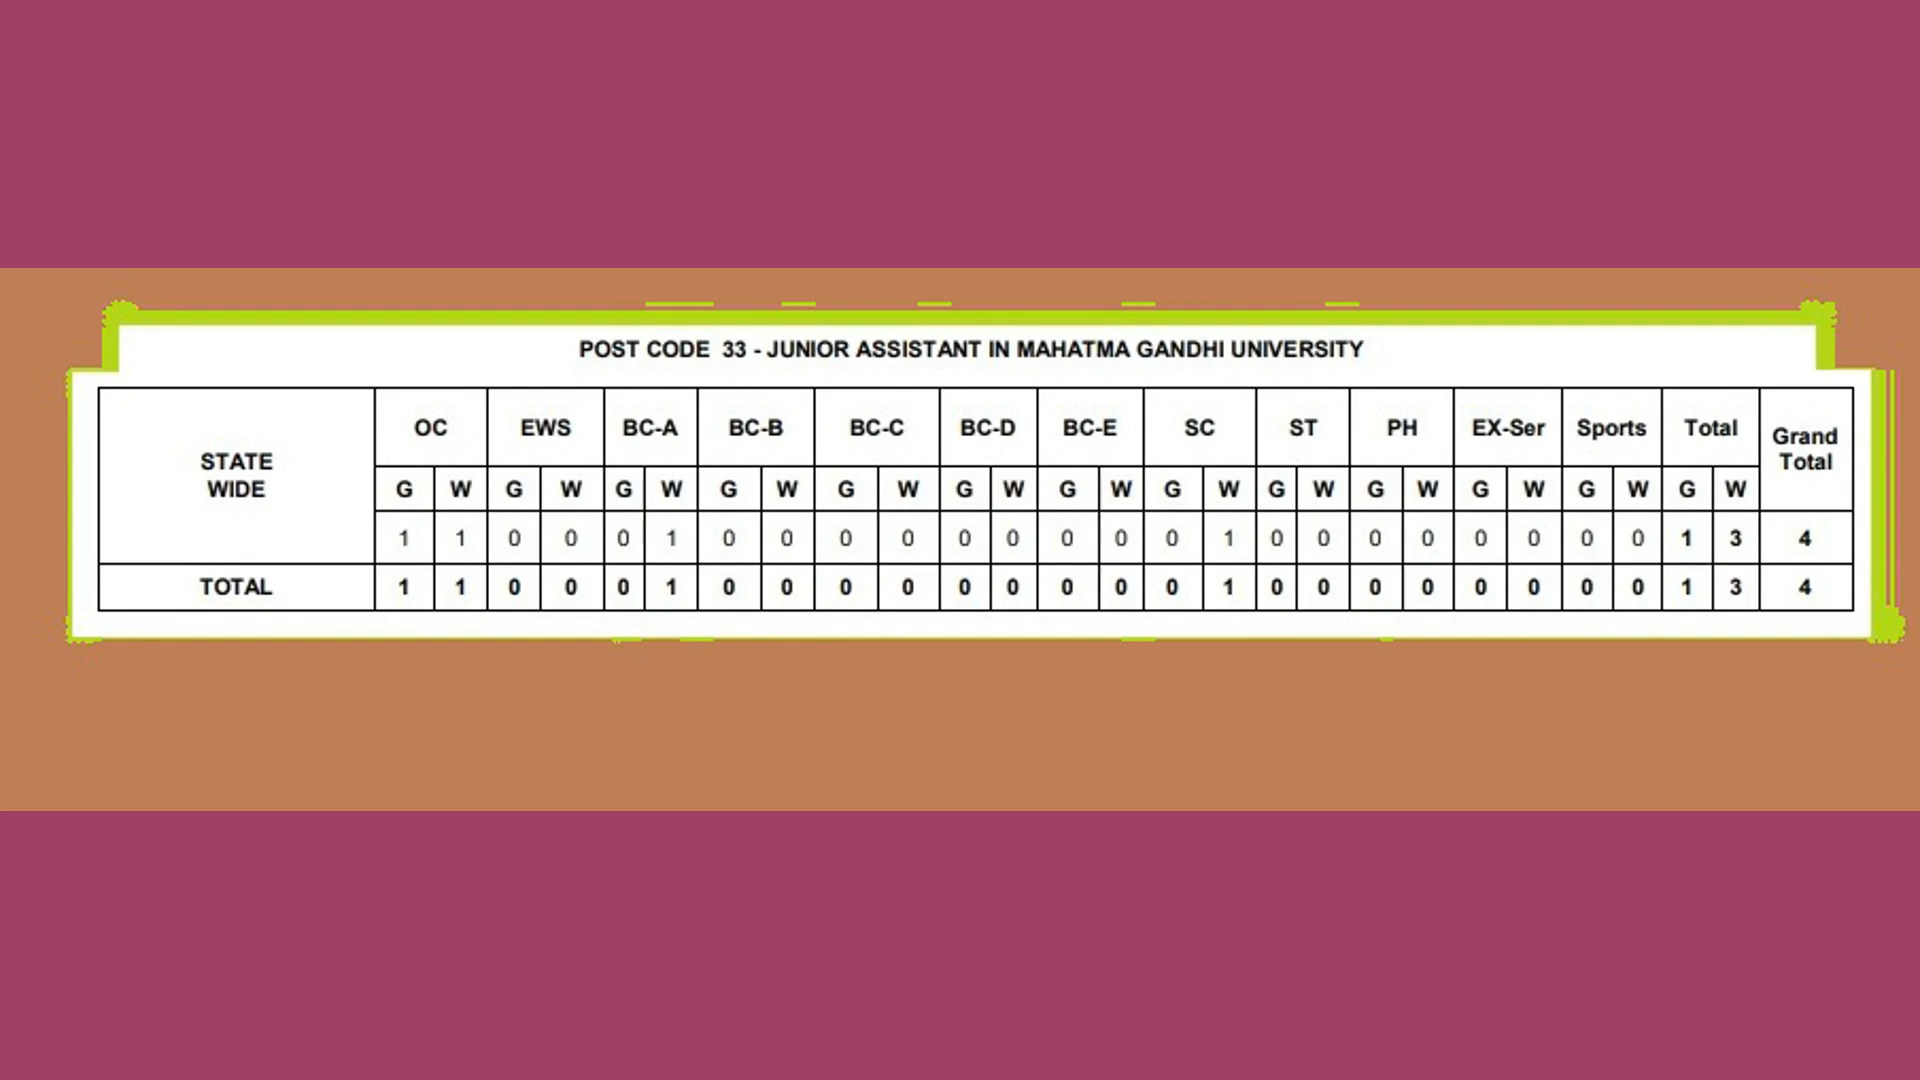 POST CODE 33 - JUNIOR ASSISTANT IN MAHATMA GANDHI UNIVERSITY
STATE WIDE OC EWS BC-A BC-B BC-C BC-D BC-E SC ST PH EX-Ser Sports Total Grand Total
G W G W G W G W G W G W G W G W G W G W G W G W G W
1 1 0 0 0 1 0 0 0 0 0 0 0 0 0 1 0 0 0 0 0 0 0 0 1 3 4
TOTAL 1 1 0 0 0 1 0 0 0 0 0 0 0 0 0 1 0 0 0 0 0 0 0 0 1 3 4